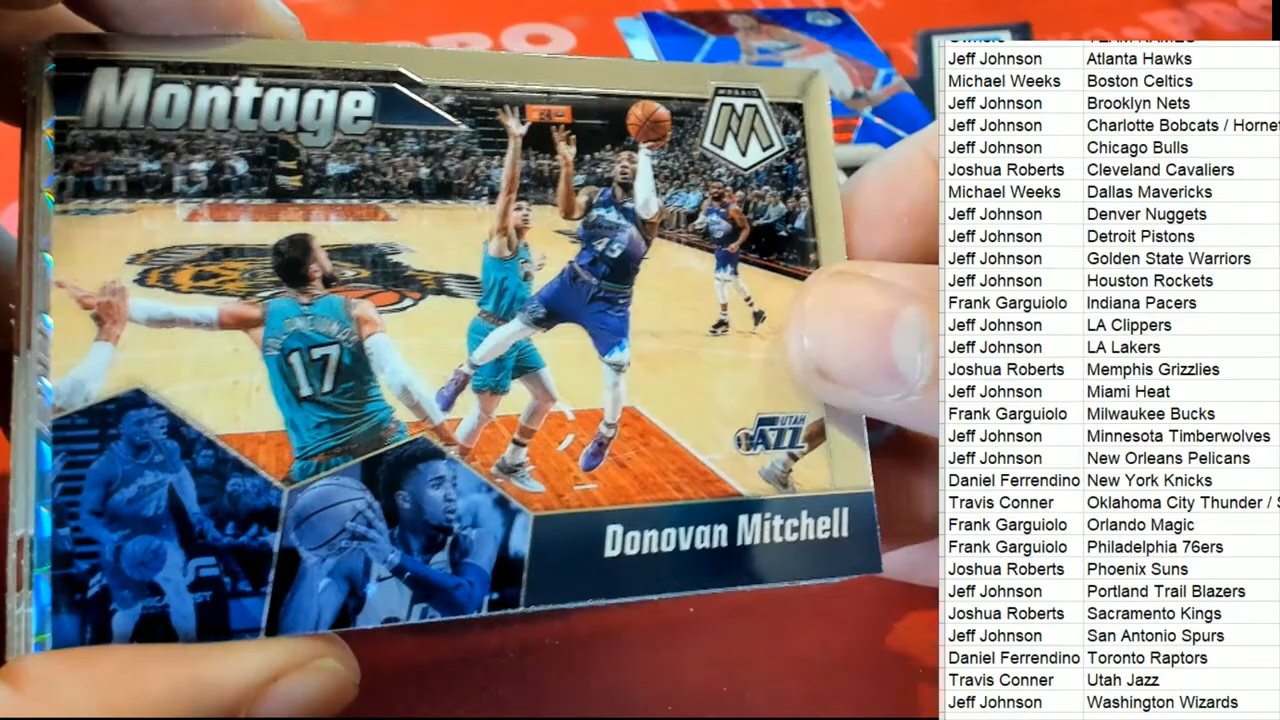 Montage
MOSAIC
M
45
17
UTAH
JAZZ
Donovan Mitchell
PRO
Jeff Johnson Atlanta Hawks
Michael Weeks Boston Celtics
Jeff Johnson Brooklyn Nets
Jeff Johnson Charlotte Bobcats / Horne
Jeff Johnson Chicago Bulls
Joshua Roberts Cleveland Cavaliers
Michael Weeks Dallas Mavericks
Jeff Johnson Denver Nuggets
Jeff Johnson Detroit Pistons
Jeff Johnson Golden State Warriors
Jeff Johnson Houston Rockets
Frank Garguiolo Indiana Pacers
Jeff Johnson LA Clippers
Jeff Johnson LA Lakers
Joshua Roberts Memphis Grizzlies
Jeff Johnson Miami Heat
Frank Garguiolo Milwaukee Bucks
Jeff Johnson Minnesota Timberwolves
Jeff Johnson New Orleans Pelicans
Daniel Ferrendino New York Knicks
Travis Conner Oklahoma City Thunder / S
Frank Garguiolo Orlando Magic
Frank Garguiolo Philadelphia 76ers
Joshua Roberts Phoenix Suns
Jeff Johnson Portland Trail Blazers
Joshua Roberts Sacramento Kings
Jeff Johnson San Antonio Spurs
Daniel Ferrendino Toronto Raptors
Travis Conner Utah Jazz
Jeff Johnson Washington Wizards